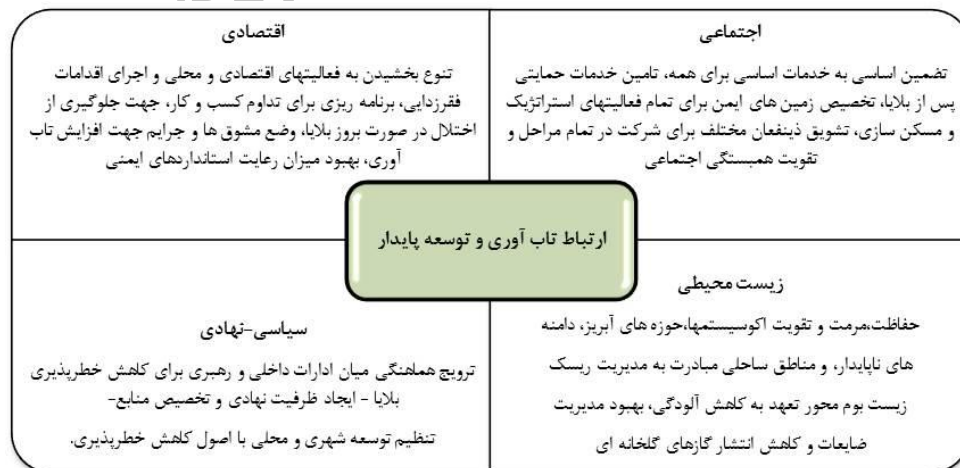 اجتماعی
تضمین اساسی به خدمات اساسی برای همه، تامین خدمات حمایتی
پس از بلایا، تخصیص زمین های ایمن برای تمام فعالیتهای استراتژیک
و مسکن سازی، تشویق ذینفعان مختلف برای شرکت در تمام مراحل و
تقویت همبستگی اجتماعی
اقتصادی
تنوع بخشیدن به فعالیتهای اقتصادی و محلی و اجرای اقدامات
فقرزدایی، برنامه ریزی برای تداوم کسب و کار، جهت جلوگیری از
اختلال در صورت بروز بلایا، وضع مشوق ها و جرایم جهت افزایش تاب
آوری، بهبود میزان رعایت استانداردهای ایمنی
ارتباط تاب آوری و توسعه پایدار
زیست محیطی
حفاظت،مرمت و تقویت اکوسیستمها،حوزه های آبریز، دامنه
های ناپایدار، و مناطق ساحلی مبادرت به مدیریت ریسک
زیست بوم محور تعهد به کاهش آلودگی، بهبود مدیریت
ضایعات و کاهش انتشار گازهای گلخانه ای
سیاسی-نهادی
ترویج هماهنگی میان ادارات داخلی و رهبری برای کاهش خطرپذیری
بلایا - ایجاد ظرفیت نهادی و تخصیص منابع-
تنظیم توسعه شهری و محلی با اصول کاهش خطرپذیری.